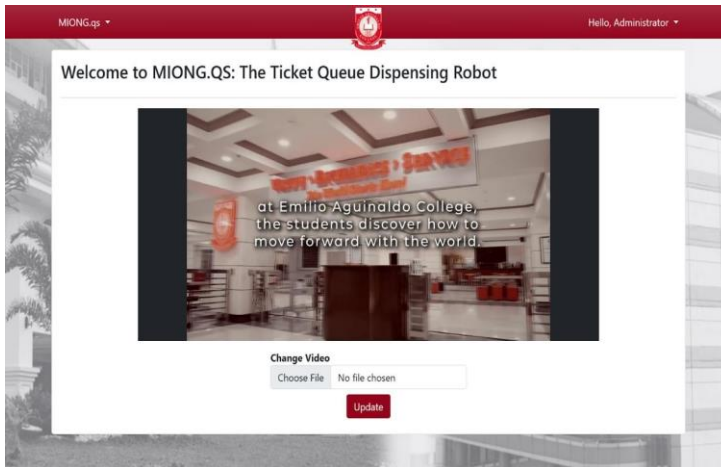 MIONG.qs
Hello, Administrator
Welcome to MIONG.QS: The Ticket Queue Dispensing Robot
at Emilio Aguinaldo College,
the students discover how to
move forward with the world.
Change Video
Choose File No file chosen
Update